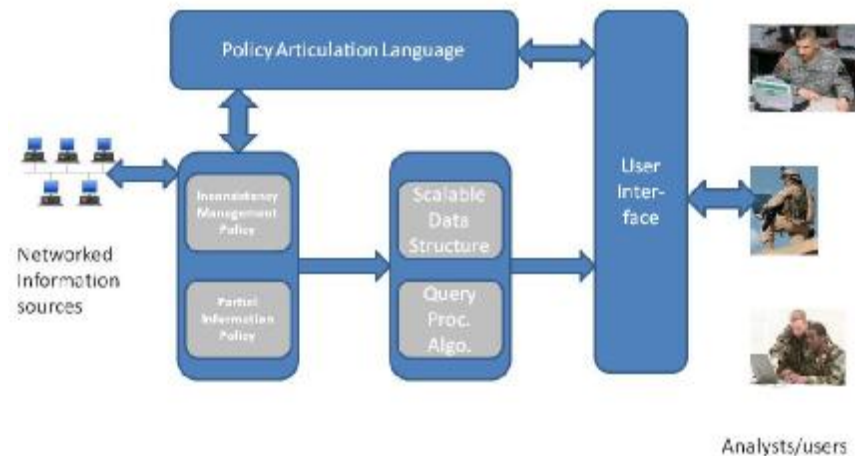 Policy Articulation Language
Inconsistency
Management
Policy
Partial
Information
Policy
Scalable
Data
Structure
Query
Proc.
Algo.
User
Inter-
face
Networked
Information
sources
Analysts/users